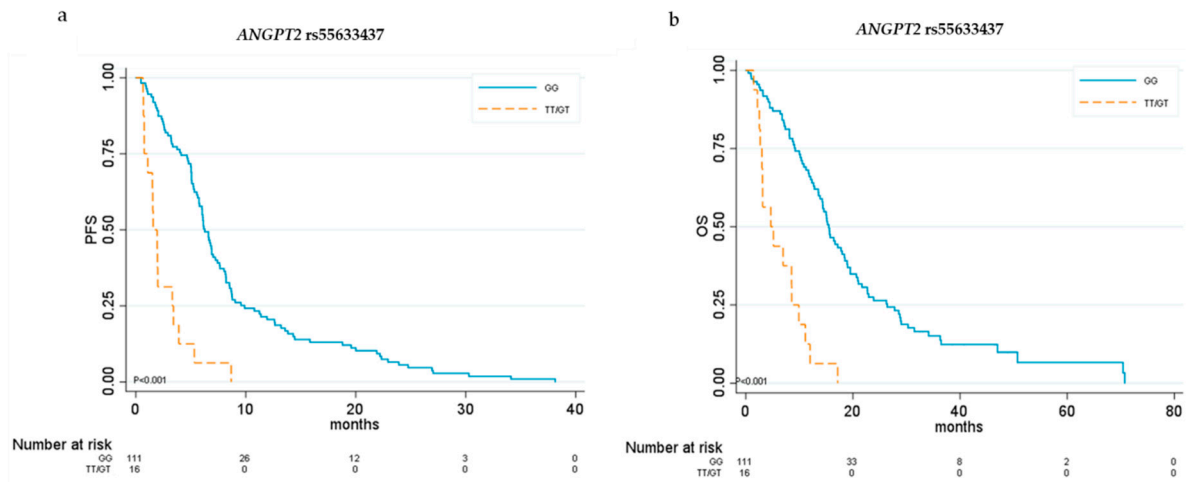 a
ANGPT2 rs55633437
GG
TT/GT
1.00
0.75
0.50
0.25
0.00
PFS
P<0.001
0 10 20 30 40
months
Number at risk
GG 111 26 12 3 0
TT/GT 16 0 0 0 0
b
ANGPT2 rs55633437
GG
TT/GT
1.00
0.75
0.50
0.25
0.00
OS
P<0.001
0 20 40 60 80
months
Number at risk
GG 111 33 8 2 0
TT/GT 16 0 0 0 0